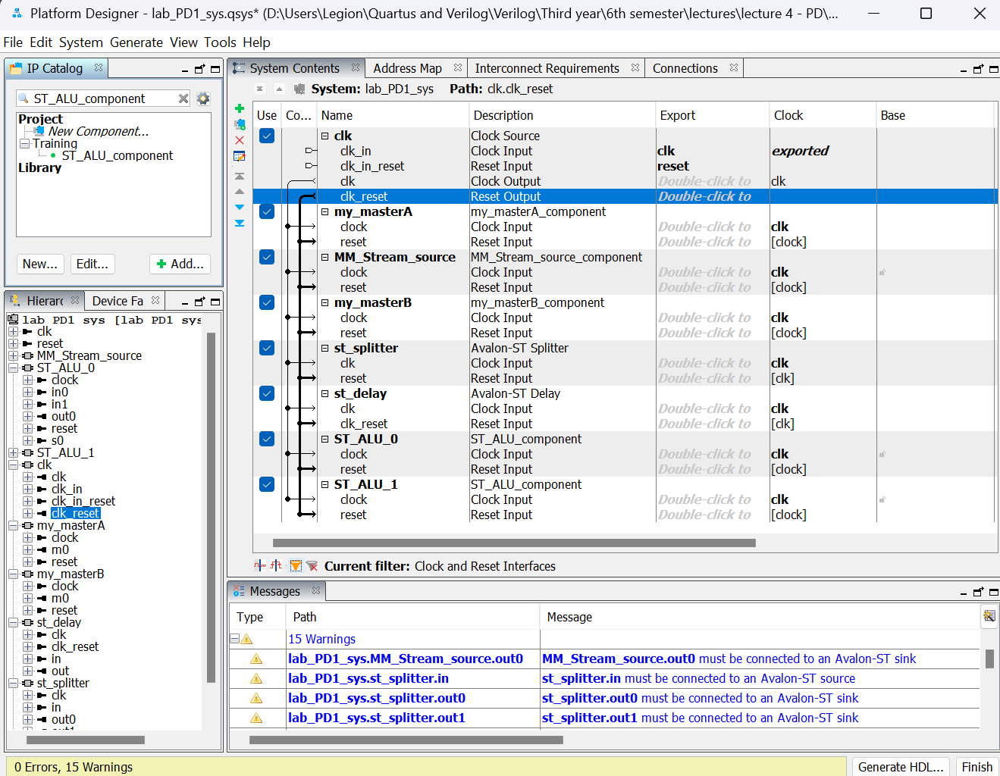 Platform Designer - lab_PD1_sys.qsys* (D:\Users\Legion\Quartus and Verilog\Verilog\Third year\6th semester\lectures\lecture 4 - PD\...
File Edit System Generate View Tools Help
IP Catalog
ST_ALU_component
Project
New Component...
Training
ST_ALU_component
Library
New... Edit... Add...
Hierarc Device Fa
lab_PD1_sys [lab_PD1_sys
clk
reset
MM_Stream_source
ST_ALU_0
clock
in0
in1
out0
reset
s0
ST_ALU_1
clk
clk
clk_in
clk_in_reset
clk_reset
my_masterA
clock
m0
reset
my_masterB
clock
m0
reset
st_delay
clk
clk_reset
in
out
st_splitter
clk
in
out0
out1
System Contents Address Map Interconnect Requirements Connections
System: lab_PD1_sys Path: clk.clk_reset
Use Co... Name Description Export Clock Base
clk Clock Source
clk_in Clock Input clk exported
clk_in_reset Reset Input reset
clk Clock Output Double-click to clk
clk_reset Reset Output Double-click to
my_masterA my_masterA_component
clock Clock Input Double-click to clk
reset Reset Input Double-click to [clock]
MM_Stream_source MM_Stream_source_component
clock Clock Input Double-click to clk
reset Reset Input Double-click to [clock]
my_masterB my_masterB_component
clock Clock Input Double-click to clk
reset Reset Input Double-click to [clock]
st_splitter Avalon-ST Splitter
clk Clock Input Double-click to clk
reset Reset Input Double-click to [clk]
st_delay Avalon-ST Delay
clk Clock Input Double-click to clk
clk_reset Reset Input Double-click to [clk]
ST_ALU_0 ST_ALU_component
clock Clock Input Double-click to clk
reset Reset Input Double-click to [clock]
ST_ALU_1 ST_ALU_component
clock Clock Input Double-click to clk
reset Reset Input Double-click to [clock]
Current filter: Clock and Reset Interfaces
Messages
Type Path Message
15 Warnings
lab_PD1_sys.MM_Stream_source.out0 MM_Stream_source.out0 must be connected to an Avalon-ST sink
lab_PD1_sys.st_splitter.in st_splitter.in must be connected to an Avalon-ST source
lab_PD1_sys.st_splitter.out0 st_splitter.out0 must be connected to an Avalon-ST sink
lab_PD1_sys.st_splitter.out1 st_splitter.out1 must be connected to an Avalon-ST sink
0 Errors, 15 Warnings
Generate HDL... Finish